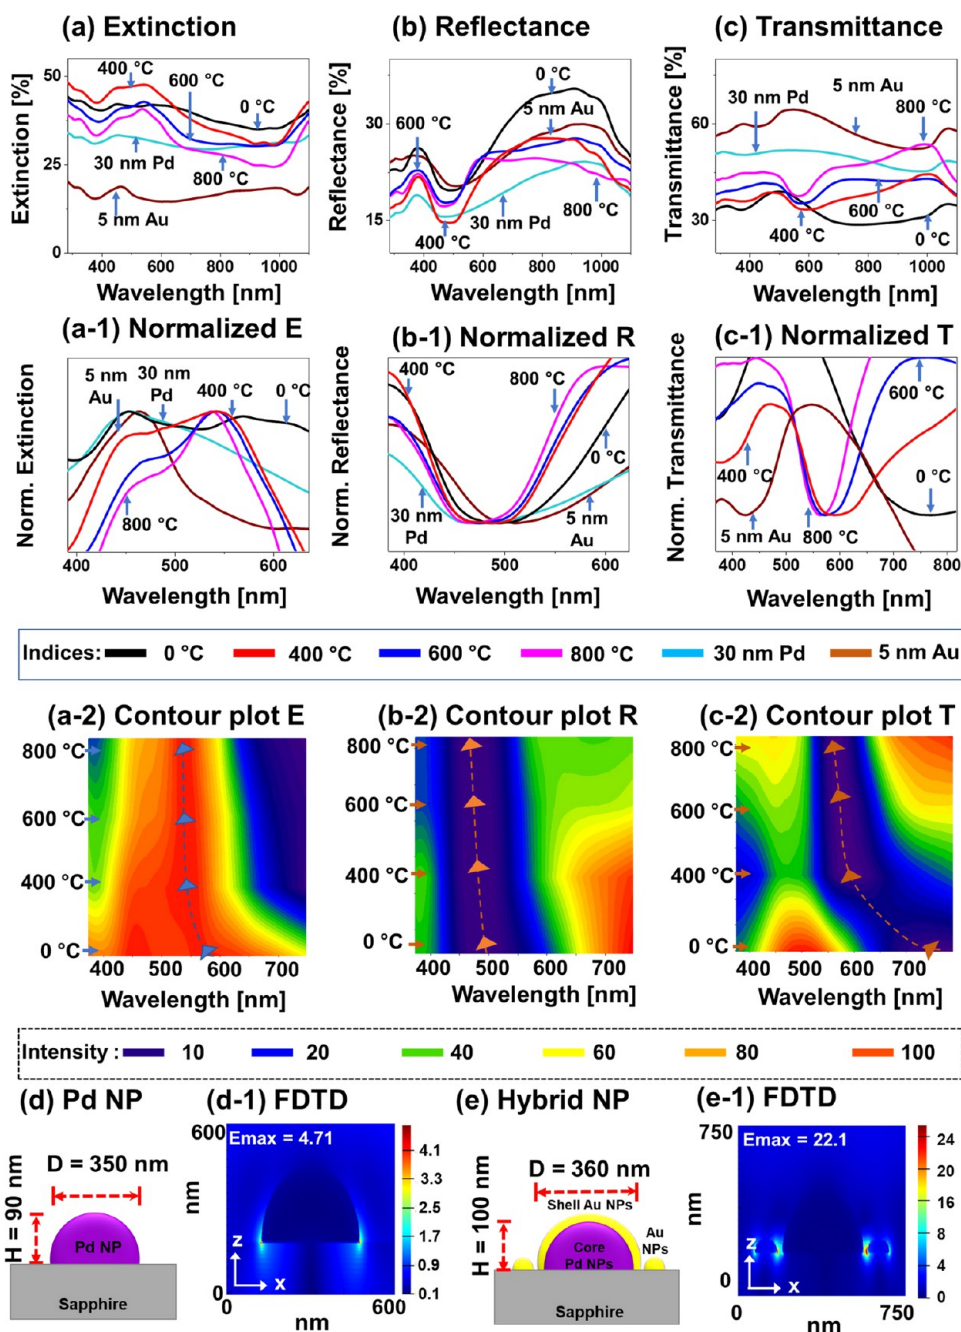 (a) Extinction
(b) Reflectance
(c) Transmittance
Extinction [%]
50
25
0
400 °C
600 °C
0 °C
30 nm Pd
800 °C
5 nm Au
400 600 800 1000
Wavelength [nm]
Reflectance [%]
30
15
600 °C
0 °C
5 nm Au
30 nm Pd
400 °C
800 °C
400 600 800 1000
Wavelength [nm]
Transmittance [%]
60
30
30 nm Pd
5 nm Au
800 °C
600 °C
400 °C
0 °C
400 600 800 1000
Wavelength [nm]
(a-1) Normalized E
(b-1) Normalized R
(c-1) Normalized T
Norm. Extinction
5 nm
Au
30 nm
Pd
400 °C
0 °C
800 °C
400 500 600
Wavelength [nm]
Norm. Reflectance
400 °C
800 °C
0 °C
30 nm
Pd
5 nm
Au
400 500 600
Wavelength [nm]
Norm. Transmittance
600 °C
400 °C
0 °C
5 nm Au
800 °C
400 500 600 700 800
Wavelength [nm]
Indices: 0 °C 400 °C 600 °C 800 °C 30 nm Pd 5 nm Au
(a-2) Contour plot E
(b-2) Contour plot R
(c-2) Contour plot T
800 °C
600 °C
400 °C
0 °C
400 500 600 700
Wavelength [nm]
800 °C
600 °C
400 °C
0 °C
400 500 600 700
Wavelength [nm]
800 °C
600 °C
400 °C
0 °C
400 500 600 700
Wavelength [nm]
Intensity : 10 20 40 60 80 100
(d) Pd NP
(d-1) FDTD
(e) Hybrid NP
(e-1) FDTD
D = 350 nm
H = 90 nm
Pd NP
Sapphire
600
nm
0
Emax = 4.71
z
x
0 600
nm
4.1
3.1
2.5
1.7
0.9
0.1
D = 360 nm
H = 100 nm
Shell Au NPs
Au
NPs
Core
Pd NPs
Sapphire
750
nm
0
Emax = 22.1
z
x
0 750
nm
24
20
16
12
8
4
0